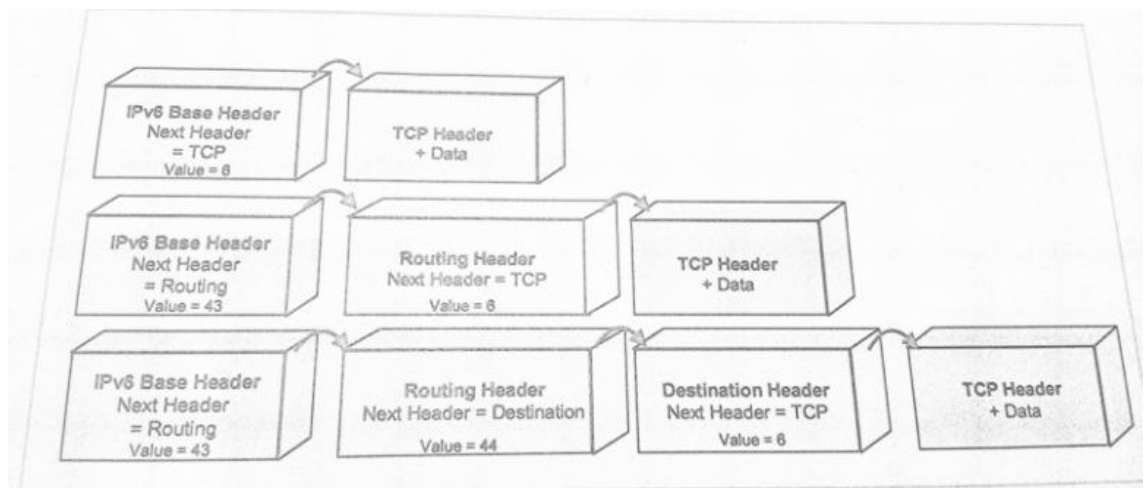 IPv6 Base Header
Next Header
= TCP
Value = 6
TCP Header
+ Data
IPv6 Base Header
Next Header
= Routing
Value = 43
Routing Header
Next Header = TCP
Value = 6
TCP Header
+ Data
IPv6 Base Header
Next Header
= Routing
Value = 43
Routing Header
Next Header = Destination
Value = 44
Destination Header
Next Header = TCP
Value = 6
TCP Header
+ Data